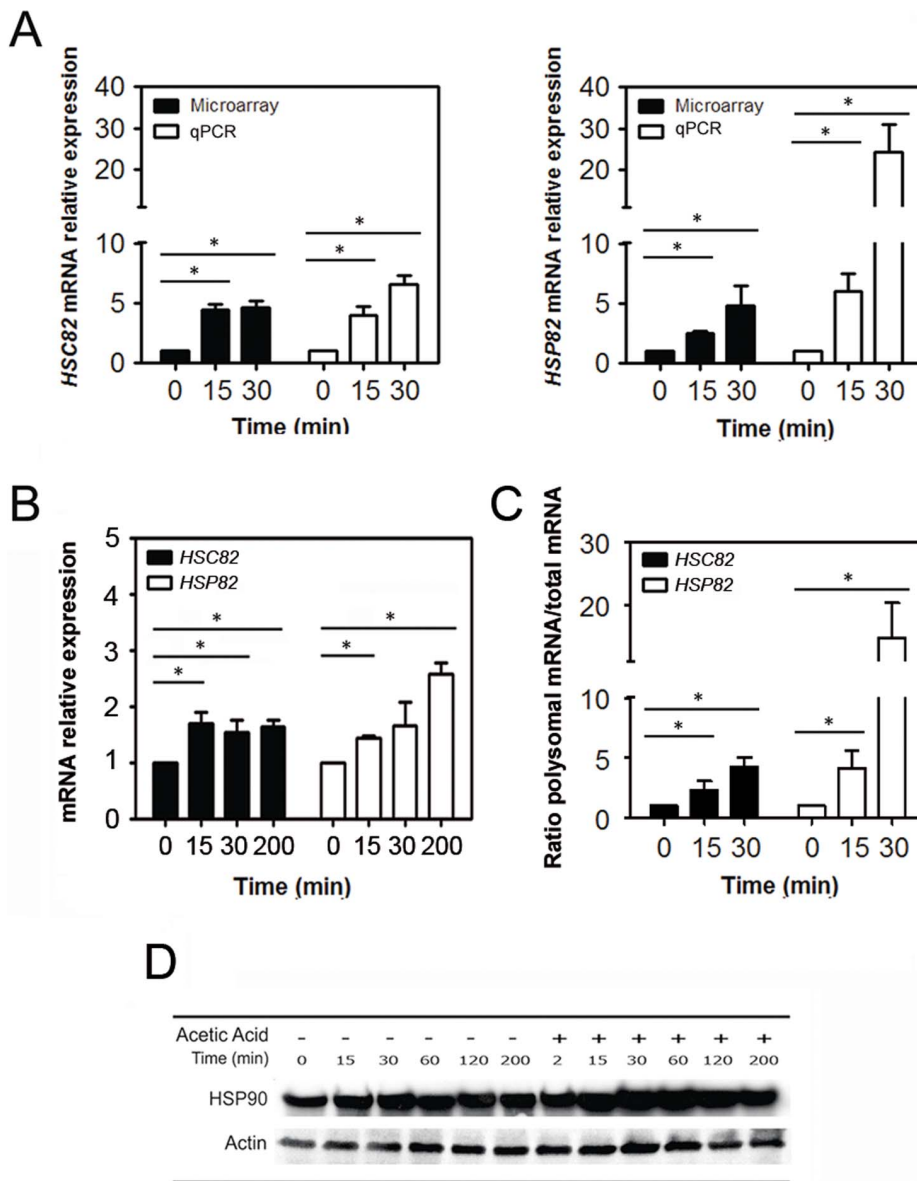 A
HSC82 mRNA relative expression
40
30
20
10
5
0
Microarray
qPCR
*
*
*
*
0 15 30 0 15 30
Time (min)
HSP82 mRNA relative expression
40
30
20
10
5
0
Microarray
qPCR
*
*
*
*
0 15 30 0 15 30
Time (min)
B
mRNA relative expression
5
4
3
2
1
0
HSC82
HSP82
*
*
*
*
*
0 15 30 200 0 15 30 200
Time (min)
C
Ratio polysomal mRNA/total mRNA
30
20
10
5
0
HSC82
HSP82
*
*
*
*
0 15 30 0 15 30
Time (min)
D
Acetic Acid - - - - - - + + + + + +
Time (min) 0 15 30 60 120 200 2 15 30 60 120 200
HSP90
Actin